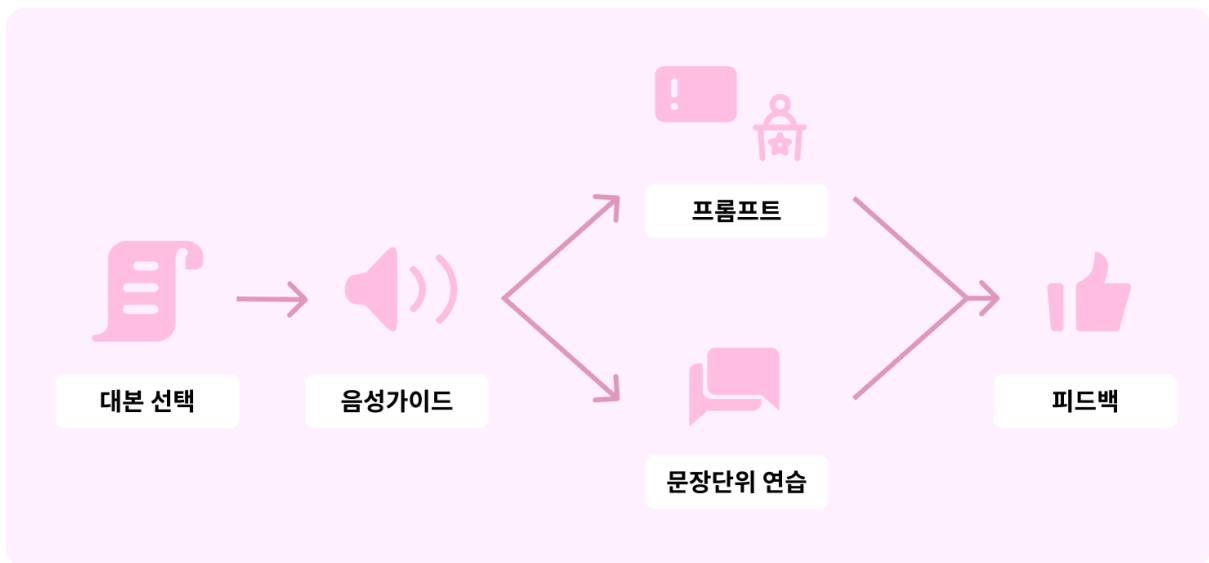 대본 선택
음성가이드
프롬프트
문장단위 연습
피드백